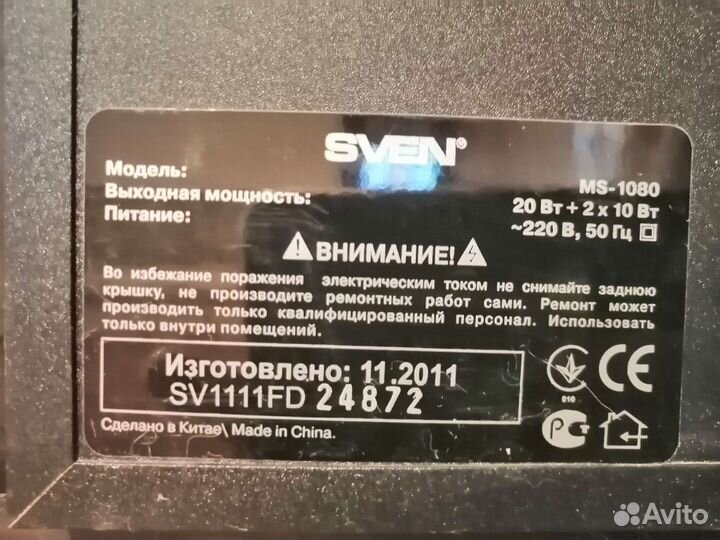 SVEN®
Модель: MS-1080
Выходная мощность: 20 Вт + 2 x 10 Вт
Питание: ~220 В, 50 Гц
ВНИМАНИЕ!
Во избежание поражения электрическим током не снимайте заднюю
крышку, не производите ремонтных работ сами. Ремонт может
производить только квалифицированный персонал. Использовать
только внутри помещений.
Изготовлено: 11.2011
SV1111FD 24872
Сделано в Китае\ Made in China.
CE
010
РСТ
Avito